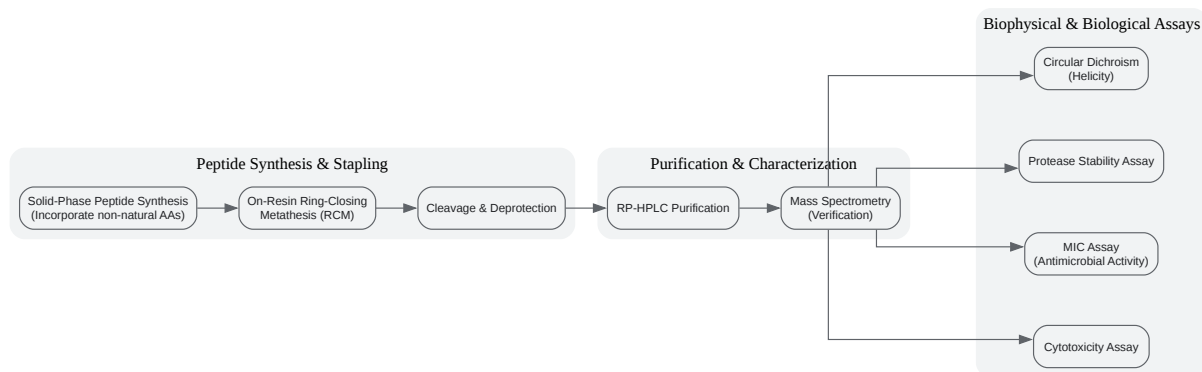 Peptide Synthesis & Stapling
Solid-Phase Peptide Synthesis
(Incorporate non-natural AAs)
On-Resin Ring-Closing
Metathesis (RCM)
Cleavage & Deprotection
Purification & Characterization
RP-HPLC Purification
Mass Spectrometry
(Verification)
Biophysical & Biological Assays
Circular Dichroism
(Helicity)
Protease Stability Assay
MIC Assay
(Antimicrobial Activity)
Cytotoxicity Assay